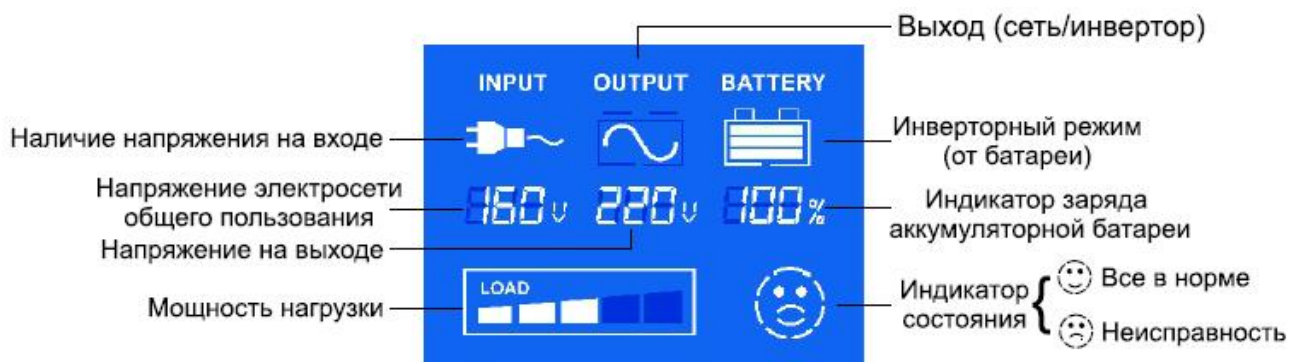 Выход (сеть/инвертор)
INPUT OUTPUT BATTERY
Наличие напряжения на входе
Инверторный режим
(от батареи)
Напряжение электросети
общего пользования
160 V 220 V 100 %
Индикатор заряда
аккумуляторной батареи
Напряжение на выходе
LOAD
Мощность нагрузки
Индикатор
состояния
Все в норме
Неисправность